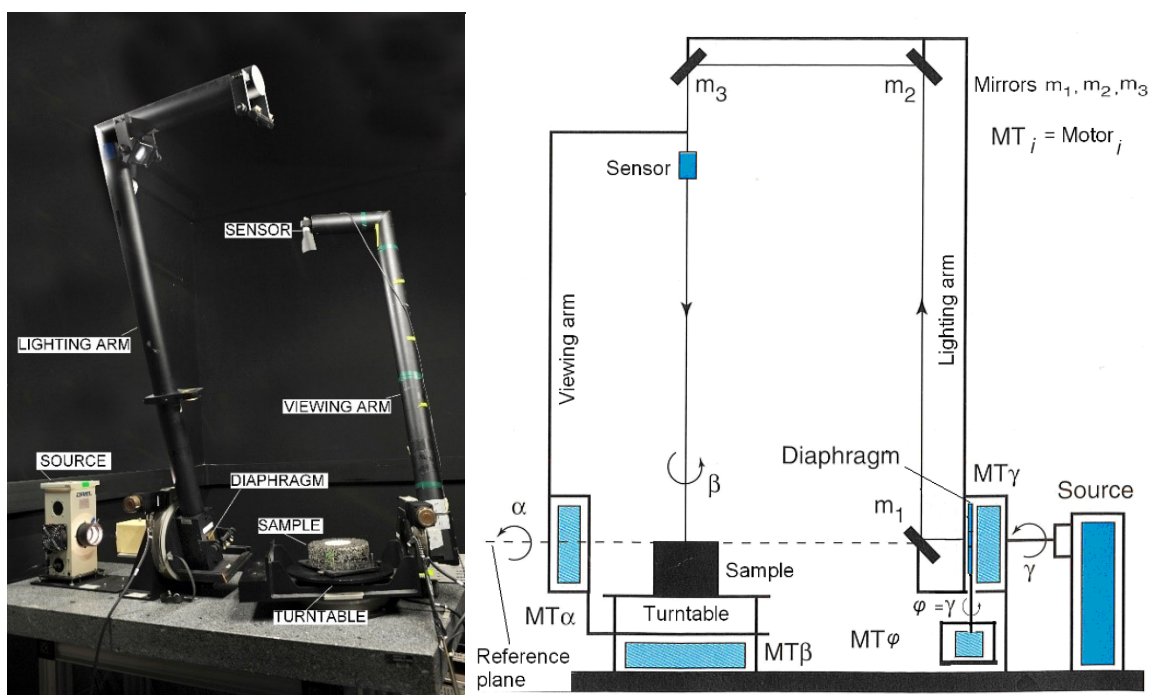 SENSOR
LIGHTING ARM
VIEWING ARM
SOURCE
DIAPHRAGM
SAMPLE
TURNTABLE
m₃
m₂
Mirrors m₁, m₂, m₃
MT i = Motor i
Sensor
Viewing arm
Lighting arm
β
Diaphragm
MTγ
Source
α
m₁
γ
Sample
MTα
Turntable
φ = γ
MTφ
MTβ
Reference
plane